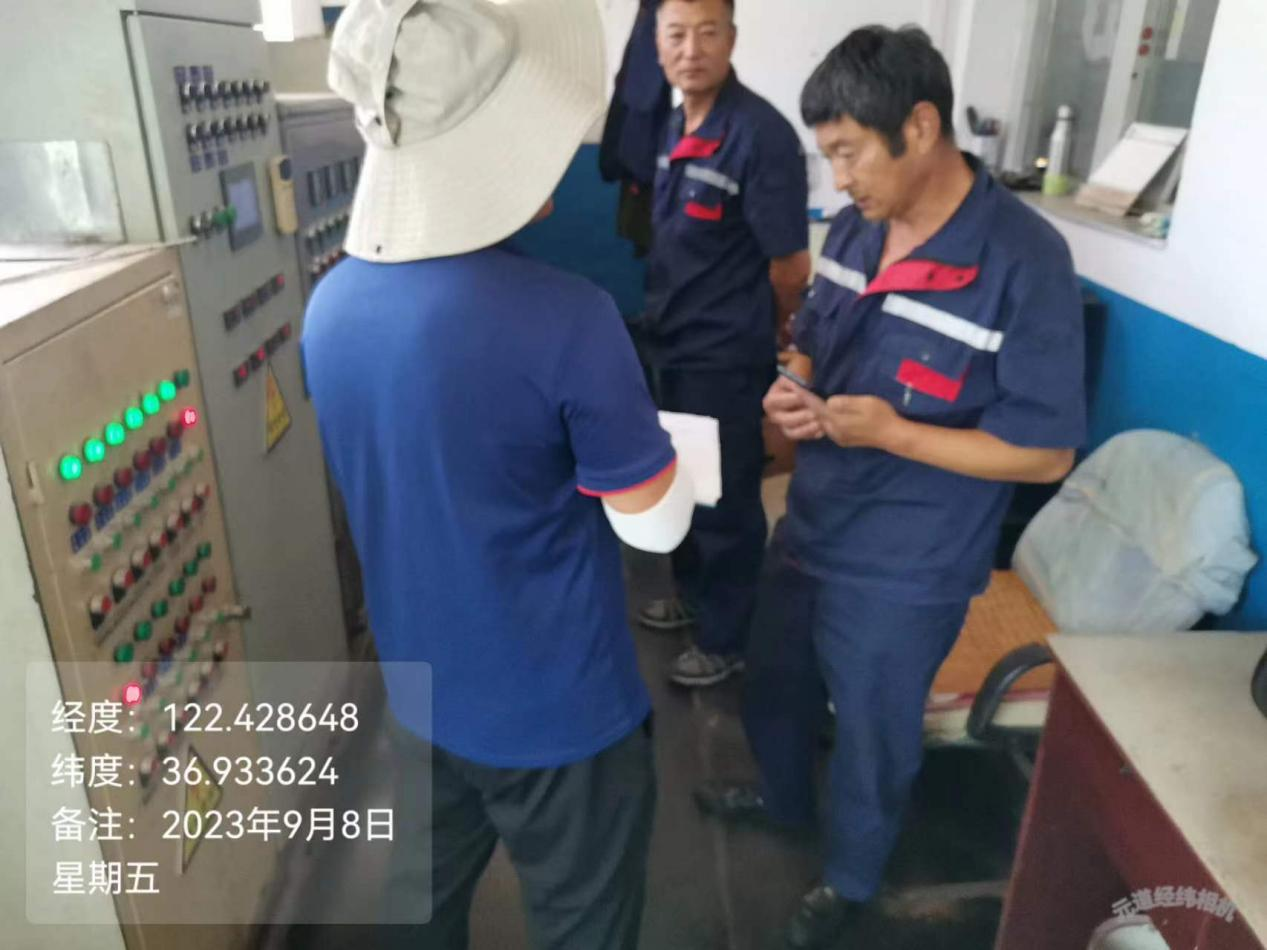 经度：122.428648
纬度：36.933624
备注：2023年9月8日
星期五
元道经纬相机